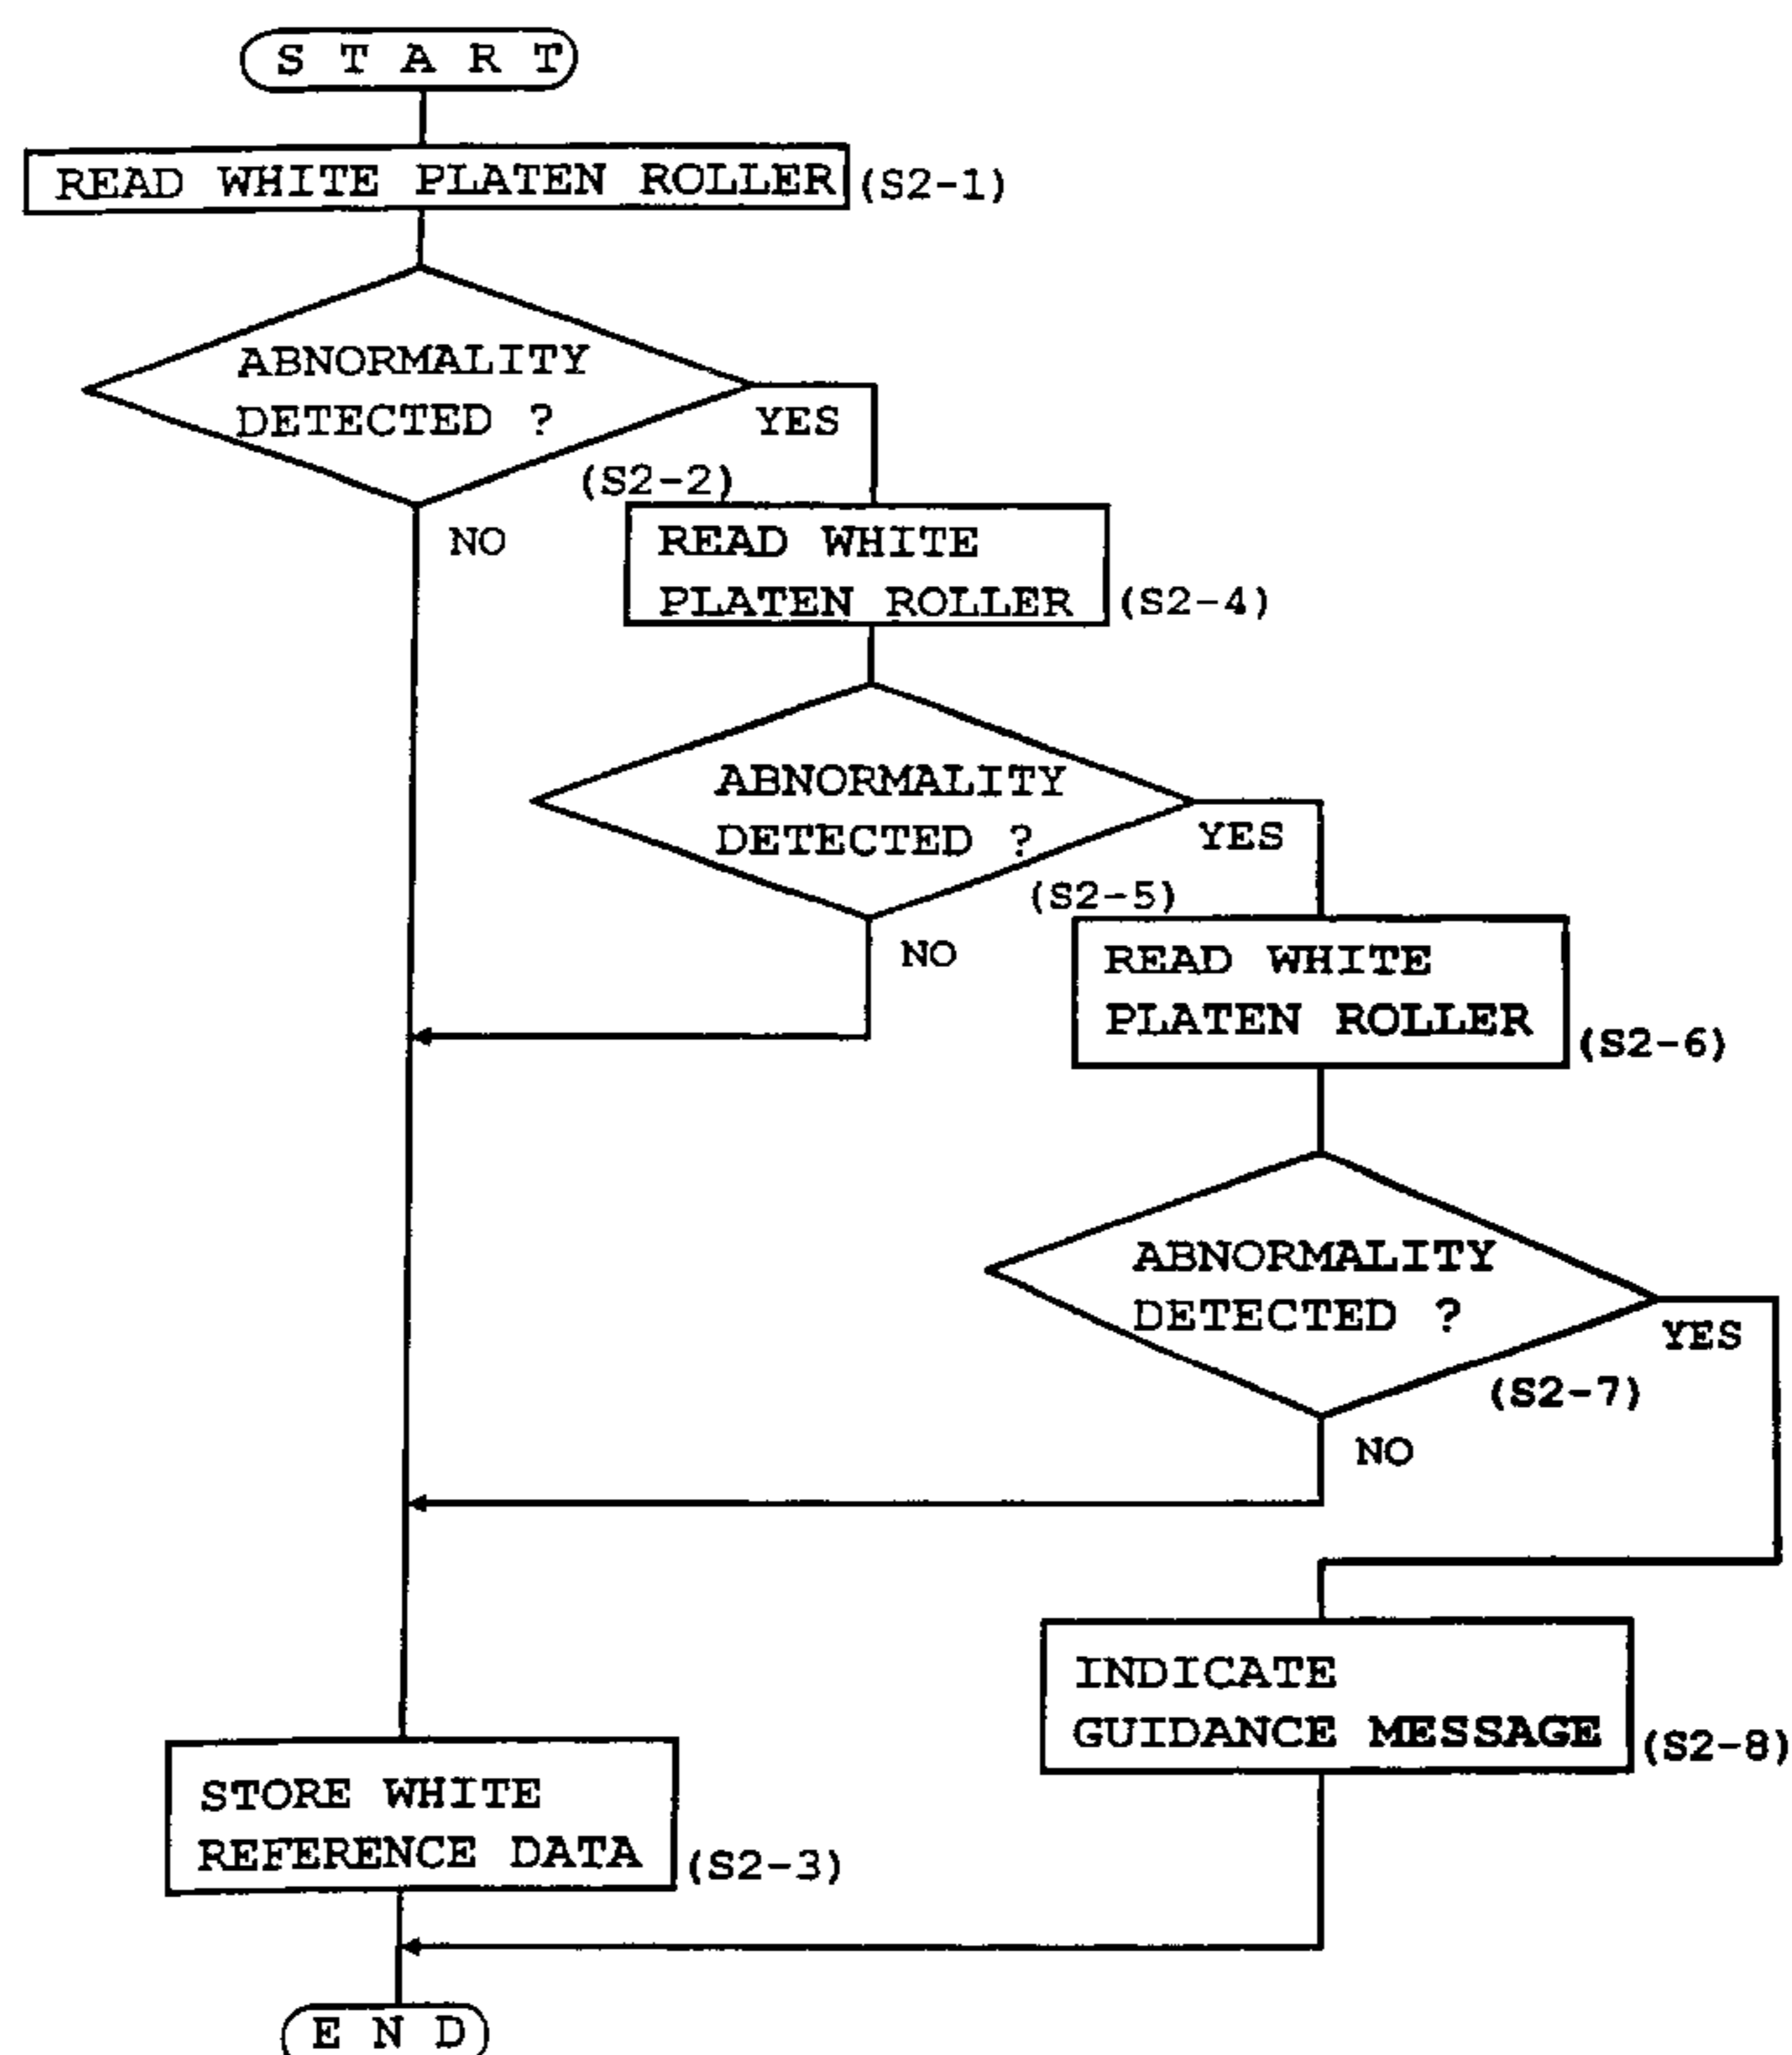 S T A R T
READ WHITE PLATEN ROLLER
(S2-1)
ABNORMALITY
DETECTED ?
YES
(S2-2)
NO
READ WHITE
PLATEN ROLLER
(S2-4)
ABNORMALITY
DETECTED ?
YES
(S2-5)
NO
READ WHITE
PLATEN ROLLER
(S2-6)
ABNORMALITY
DETECTED ?
YES
(S2-7)
NO
INDICATE
GUIDANCE MESSAGE
(S2-8)
STORE WHITE
REFERENCE DATA
(S2-3)
E N D